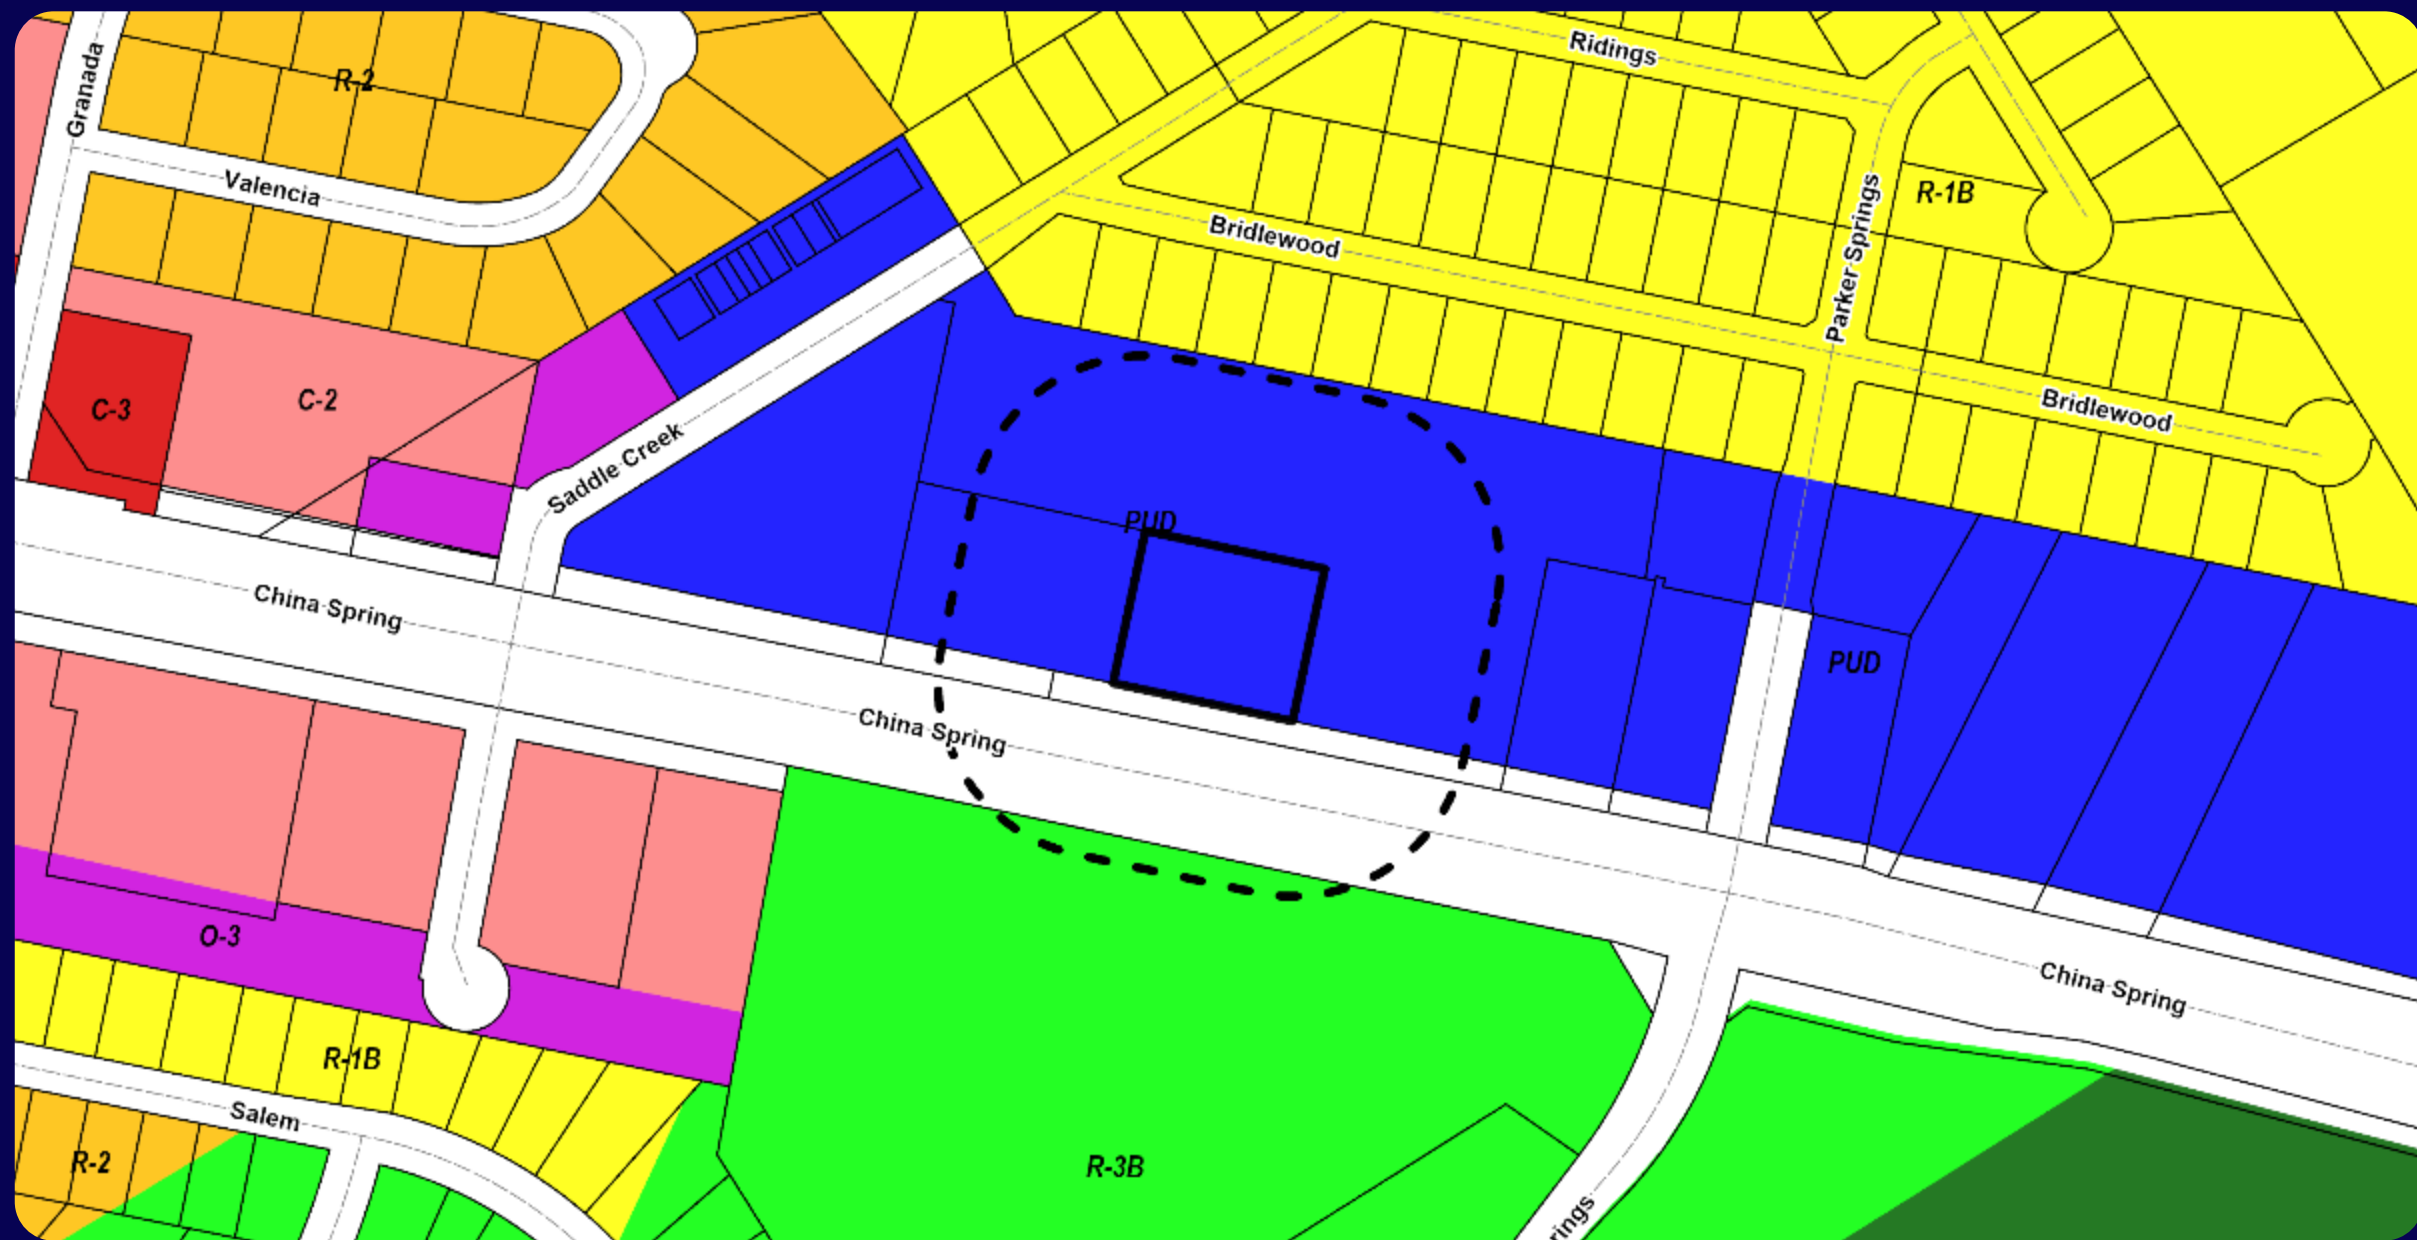 Ridings
Granada
R-2
Valencia
R-1B
Bridlewood
Parker Springs
C-3
C-2
Bridlewood
Saddle Creek
PUD
China Spring
PUD
China Spring
O-3
China Spring
R-1B
Salem
R-2
R-3B
rings